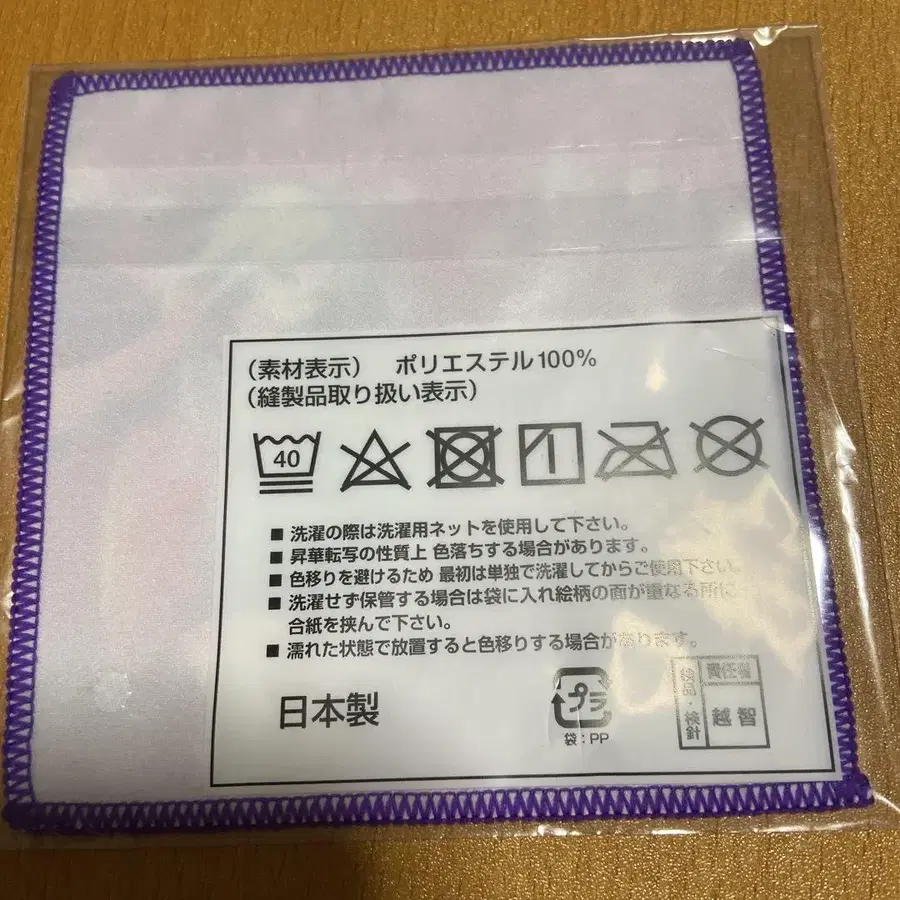 (素材表示) ポリエステル100%
(縫製品取り扱い表示)
40
■ 洗濯の際は洗濯用ネットを使用して下さい。
■ 昇華転写の性質上 色落ちする場合があります。
■ 色移りを避けるため 最初は単独で洗濯してからご使用下さい。
■ 洗濯せず保管する場合は袋に入れ絵柄の面が重なる所に
合紙を挟んで下さい。
■ 濡れた状態で放置すると色移りする場合があります。
日本製
プラ
袋:PP
検品・検針
責任者
越智